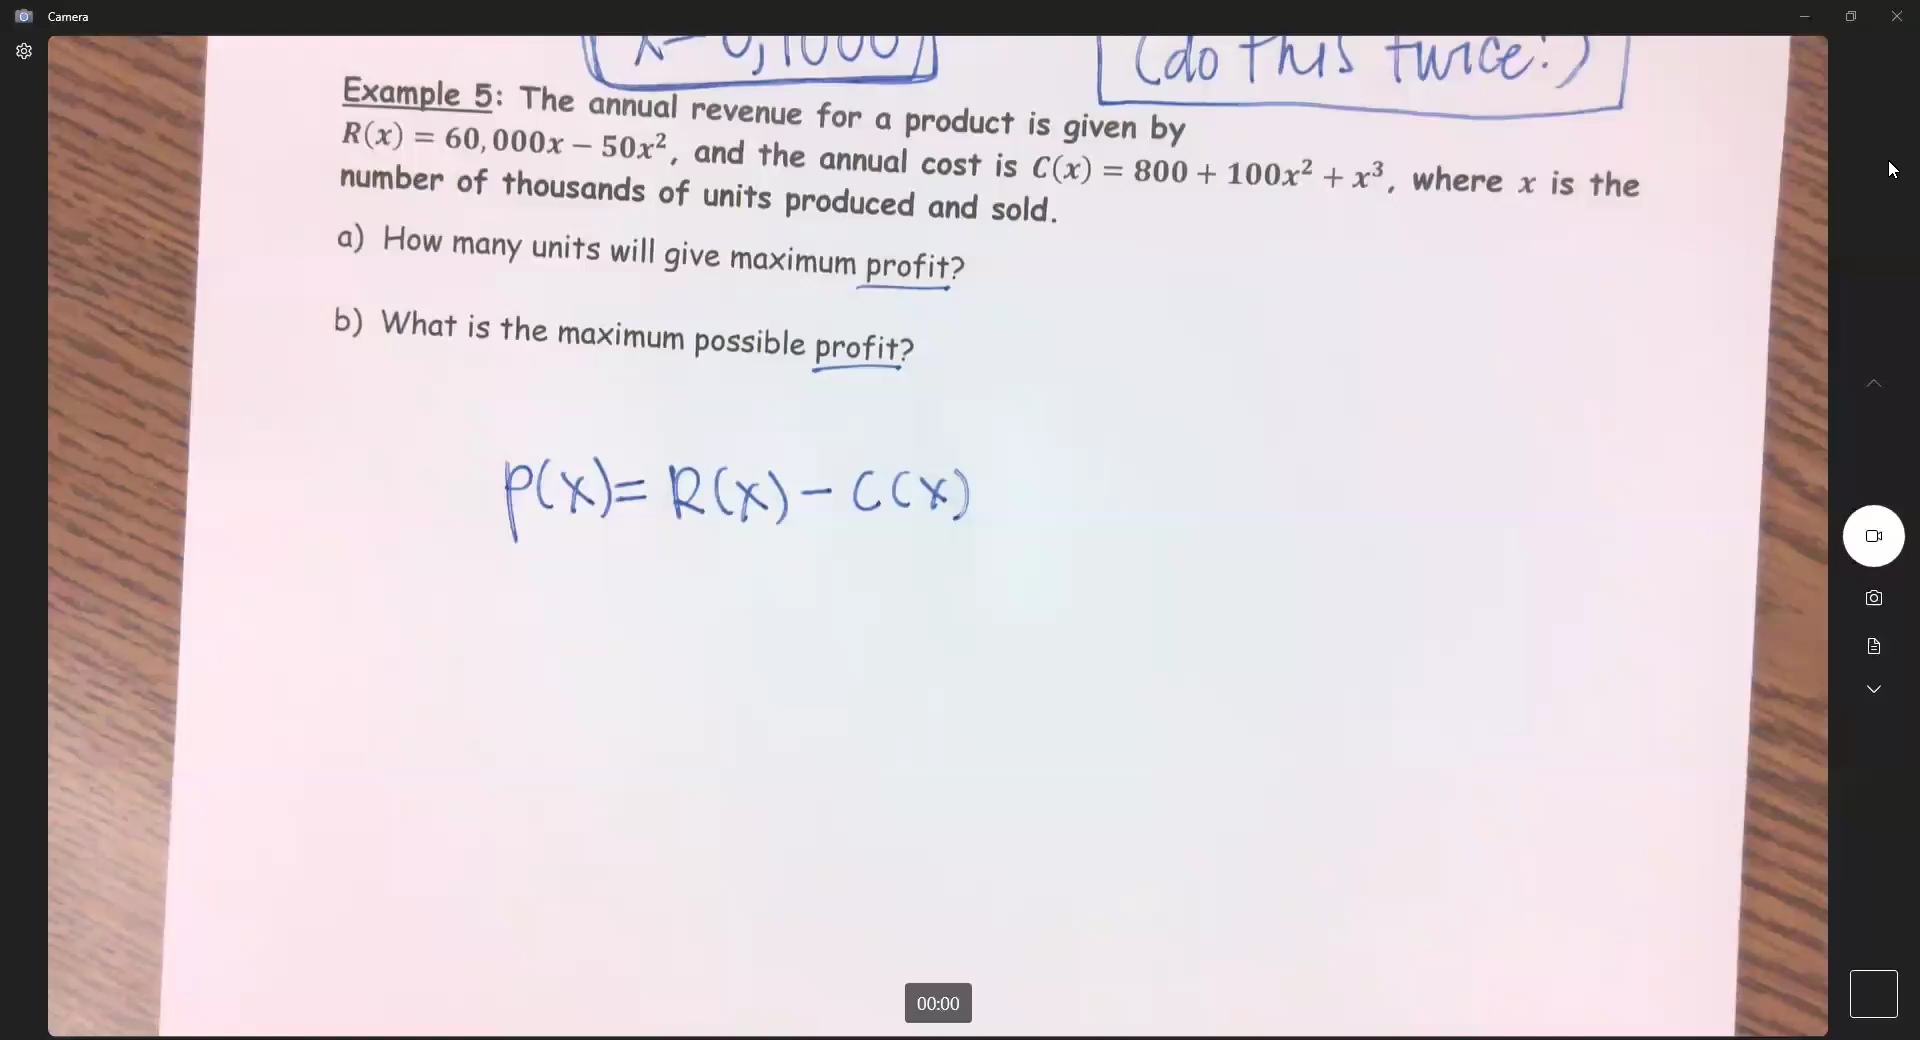 Camera
(do this twice!)
Example 5: The annual revenue for a product is given by
R(x) = 60,000x − 50x², and the annual cost is C(x) = 800 + 100x² + x³, where x is the
number of thousands of units produced and sold.
a) How many units will give maximum profit?
b) What is the maximum possible profit?
P(x) = R(x) − C(x)
00:00